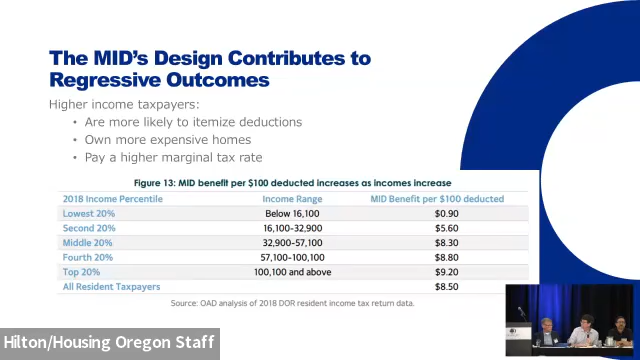 The MID's Design Contributes to
Regressive Outcomes
Higher income taxpayers:
• Are more likely to itemize deductions
• Own more expensive homes
• Pay a higher marginal tax rate
Figure 13: MID benefit per $100 deducted increases as incomes increase
2018 Income Percentile Income Range MID Benefit per $100 deducted
Lowest 20% Below 16,100 $0.90
Second 20% 16,100-32,900 $5.60
Middle 20% 32,900-57,100 $8.30
Fourth 20% 57,100-100,100 $8.80
Top 20% 100,100 and above $9.20
All Resident Taxpayers $8.50
Source: OAD analysis of 2018 DOR resident income tax return data.
Hilton/Housing Oregon Staff